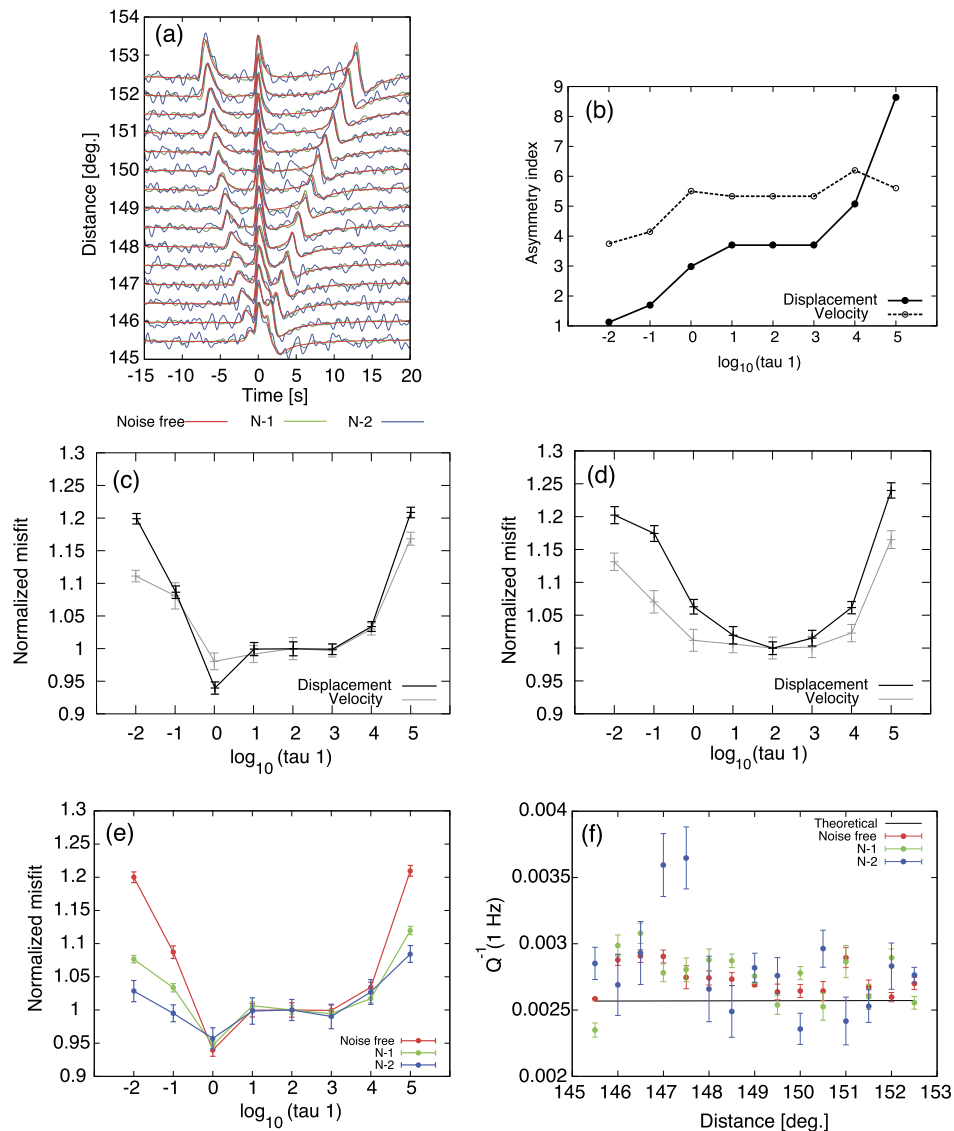 (a)
154
153
152
151
150
149
148
147
146
145
Distance [deg.]
-15 -10 -5 0 5 10 15 20
Time [s]
Noise free N-1 N-2
(b)
9
8
7
6
5
4
3
2
1
Asymmetry index
Displacement
Velocity
-2 -1 0 1 2 3 4 5
log10(tau 1)
(c)
1.3
1.25
1.2
1.15
1.1
1.05
1
0.95
0.9
Normalized misfit
Displacement
Velocity
-2 -1 0 1 2 3 4 5
log10(tau 1)
(d)
1.3
1.25
1.2
1.15
1.1
1.05
1
0.95
0.9
Normalized misfit
Displacement
Velocity
-2 -1 0 1 2 3 4 5
log10(tau 1)
(e)
1.3
1.2
1.1
1.05
1
0.95
0.9
Normalized misfit
Noise free
N-1
N-2
-2 -1 0 1 2 3 4 5
log10(tau 1)
(f)
0.004
0.0035
0.003
0.0025
0.002
Q-1(1 Hz)
Theoretical
Noise free
N-1
N-2
145 146 147 148 149 150 151 152 153
Distance [deg.]